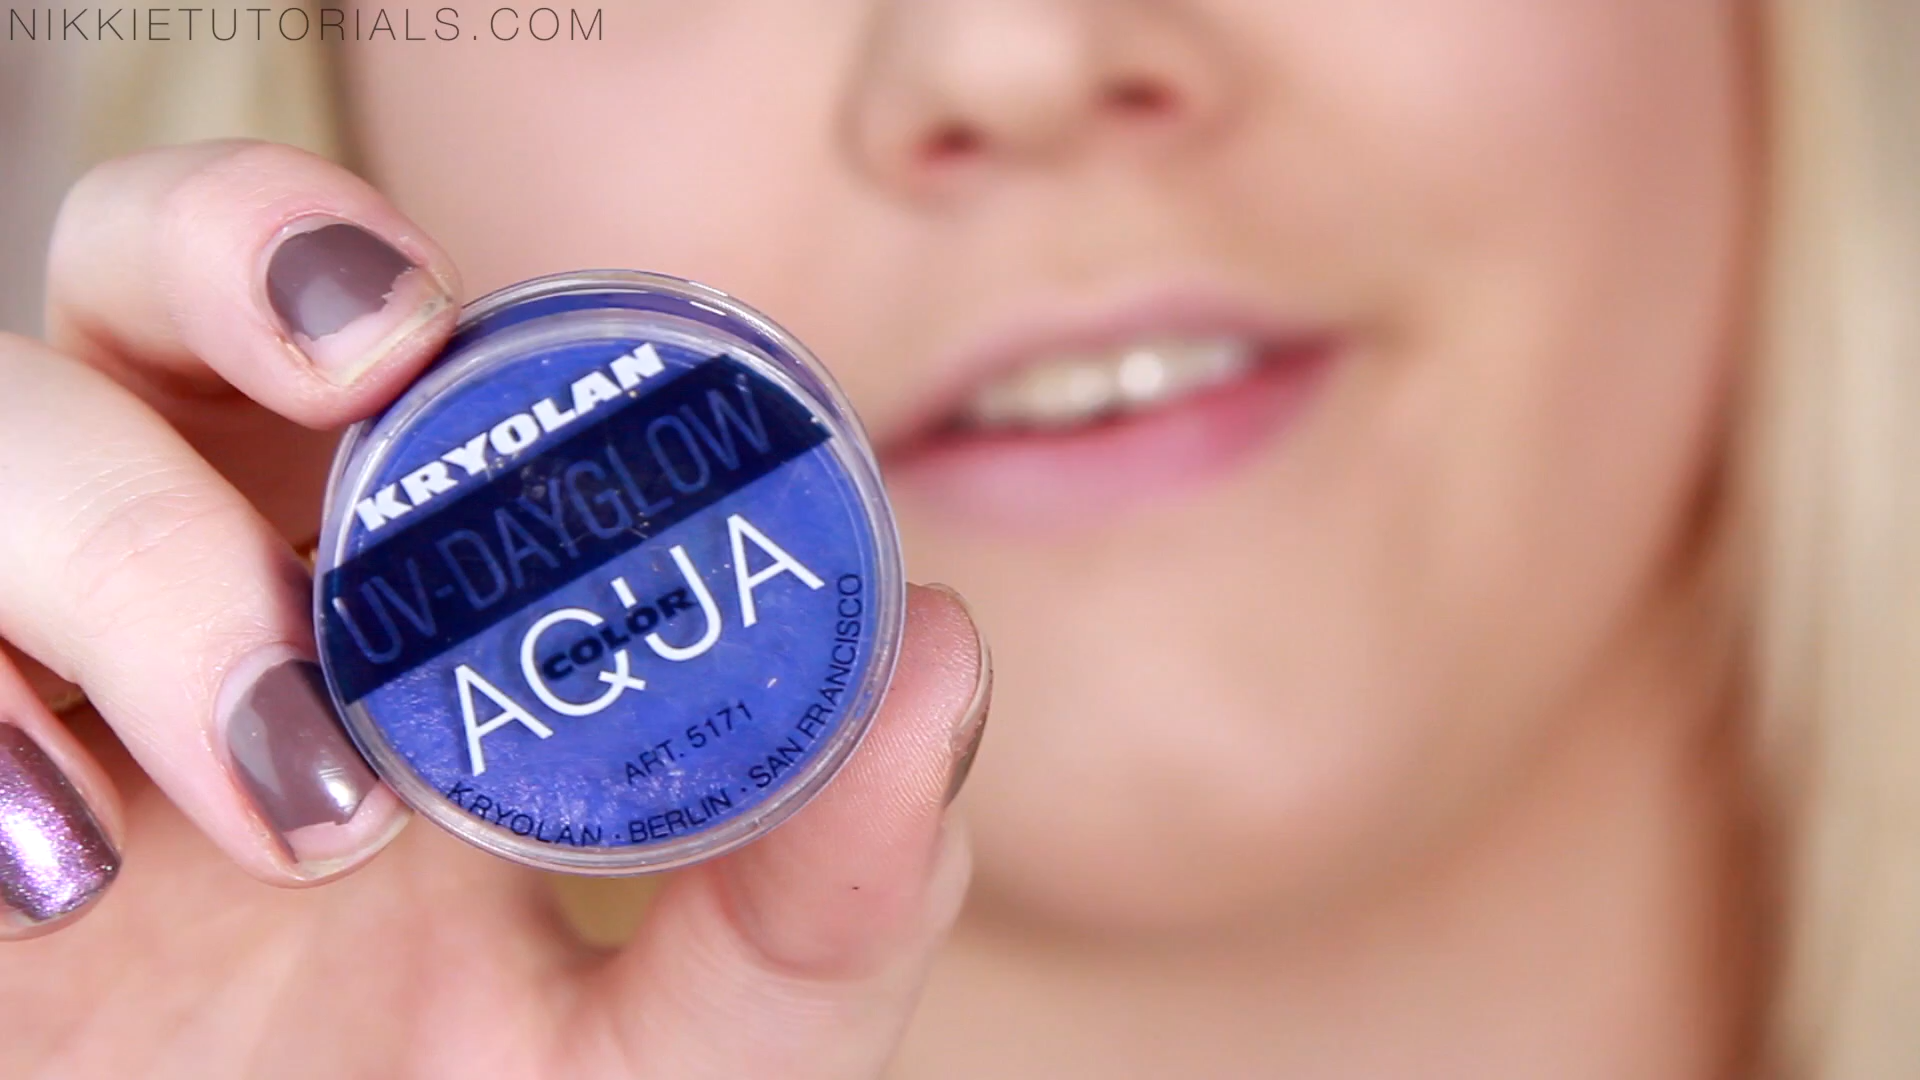 NIKKIETUTORIALS.COM
KRYOLAN
UV-DAYGLOW
AQUA
COLOR
ART. 5171
KRYOLAN · BERLIN · SAN FRANCISCO